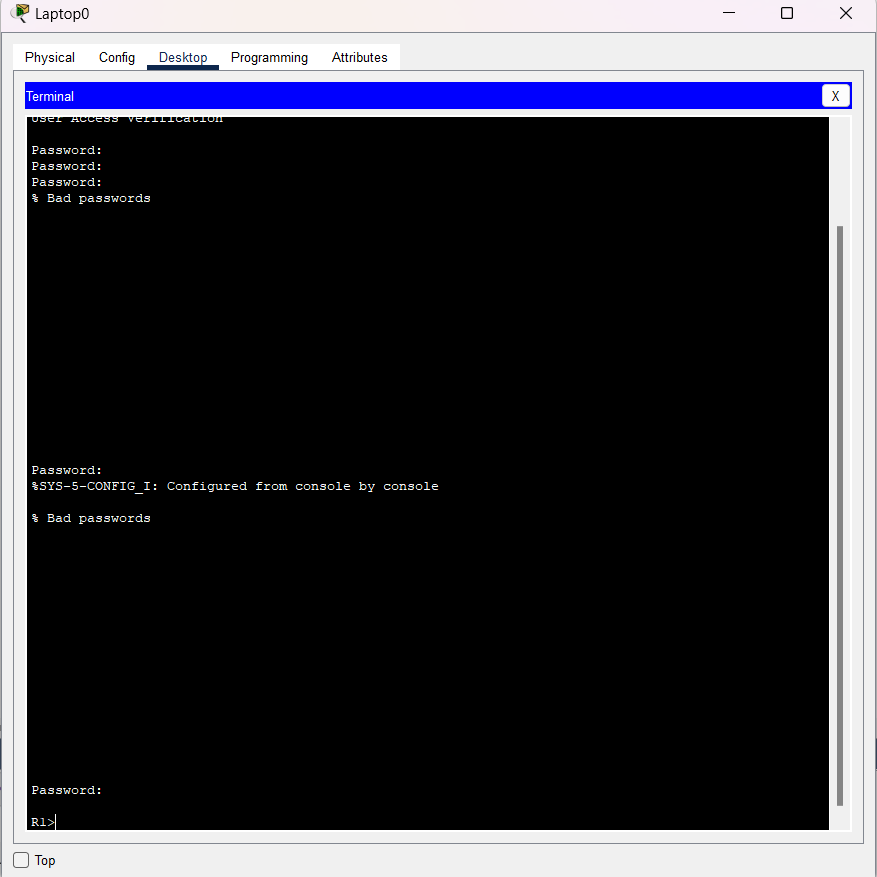 Laptop0
Physical Config Desktop Programming Attributes
Terminal X
User Access Verification
Password:
Password:
Password:
% Bad passwords
Password:
%SYS-5-CONFIG_I: Configured from console by console
% Bad passwords
Password:
R1>
Top